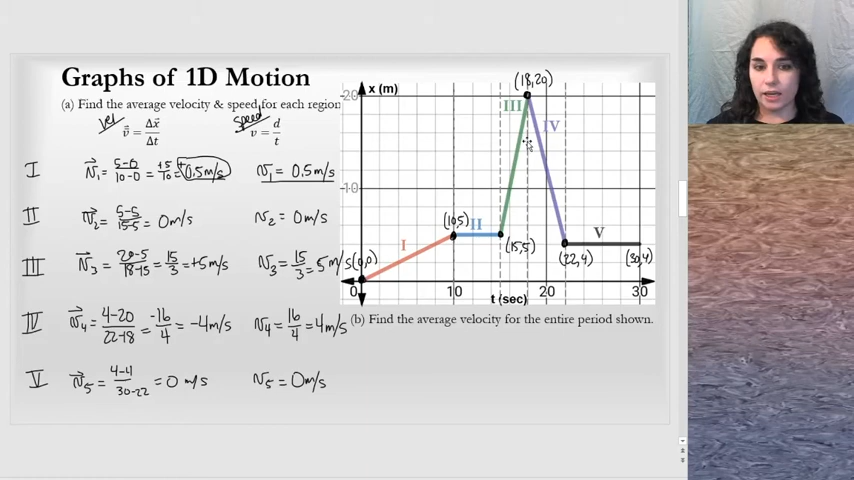 Graphs of 1D Motion
(a) Find the average velocity & speed for each region
vel
v̄ = Δx̄/Δt
speed
v = d/t
I v⃗₁ = 5-0/10-0 = +5/10 = +0.5m/s
v₁ = 0.5m/s
II v⃗₂ = 5-5/15-5 = 0m/s
v₂ = 0m/s
III v⃗₃ = 20-5/18-15 = 15/3 = +5m/s
v₃ = 15/3 = 5m/s
IV v⃗₄ = 4-20/22-18 = -16/4 = -4m/s
v₄ = 16/4 = 4m/s
V v⃗₅ = 4-4/30-22 = 0 m/s
v₅ = 0m/s
x (m)
20
10
0
10
20
30
t (sec)
(0,0)
I
(10,5)
II
(15,5)
III
(18,20)
IV
(22,4)
V
(30,4)
(b) Find the average velocity for the entire period shown.